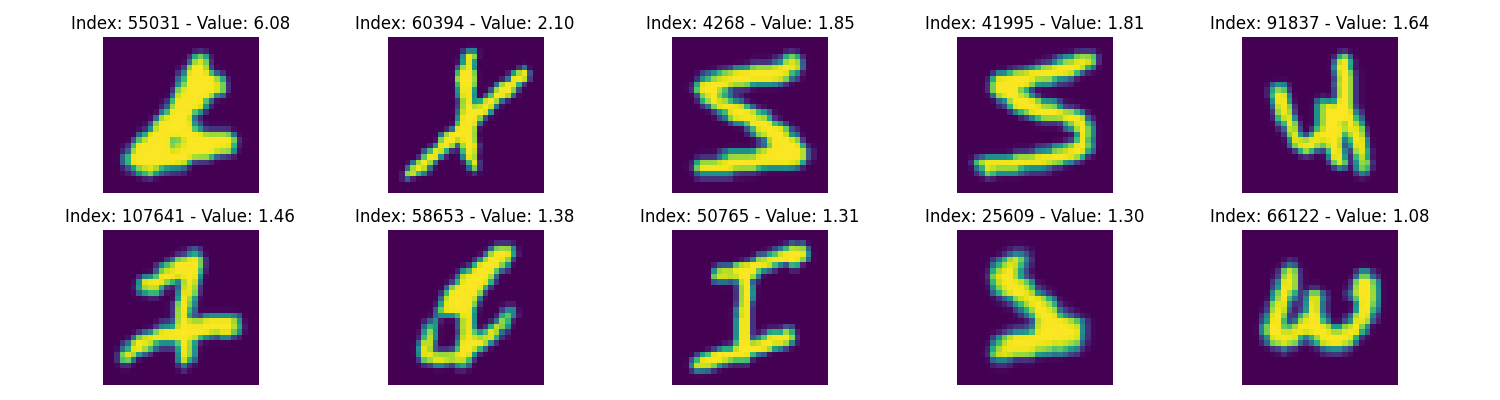 Index: 55031 - Value: 6.08 Index: 60394 - Value: 2.10 Index: 4268 - Value: 1.85 Index: 41995 - Value: 1.81 Index: 91837 - Value: 1.64
X S S
Index: 107641 - Value: 1.46 Index: 58653 - Value: 1.38 Index: 50765 - Value: 1.31 Index: 25609 - Value: 1.30 Index: 66122 - Value: 1.08
I w